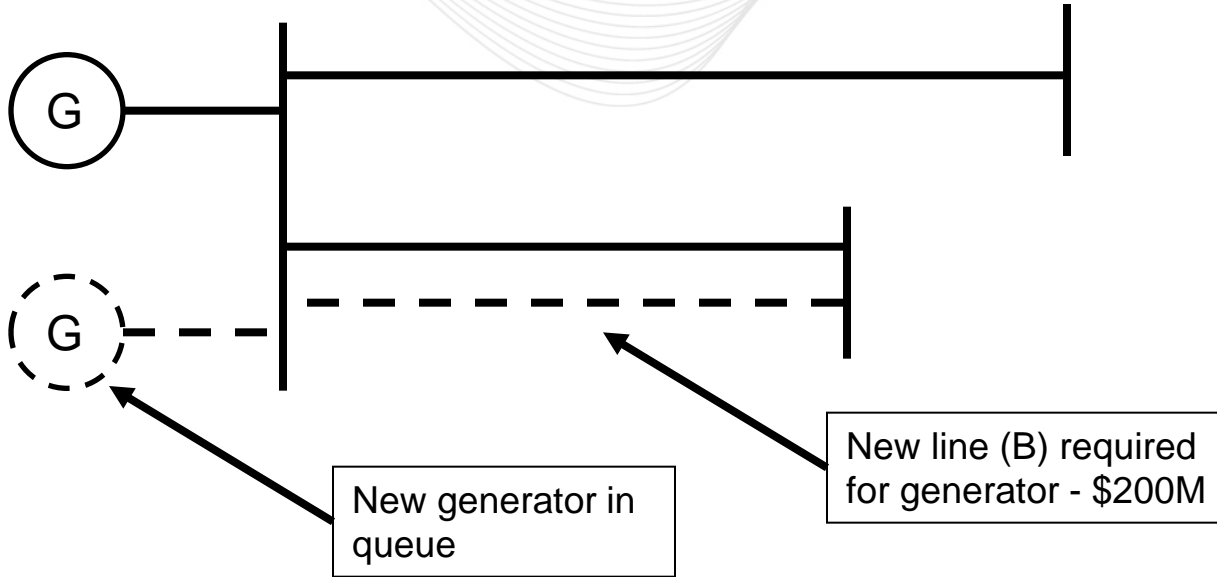 G
G
New line (B) required
for generator - $200M
New generator in
queue